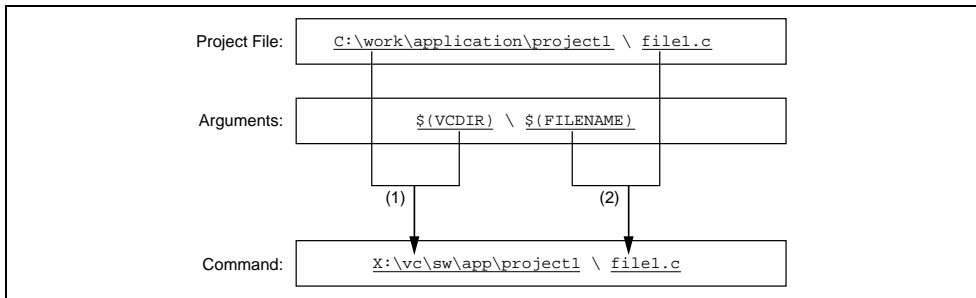 Project File: C:\work\application\project1 \ file1.c
Arguments: $(VCDIR) \ $(FILENAME)
(1) (2)
Command: X:\vc\sw\app\project1 \ file1.c